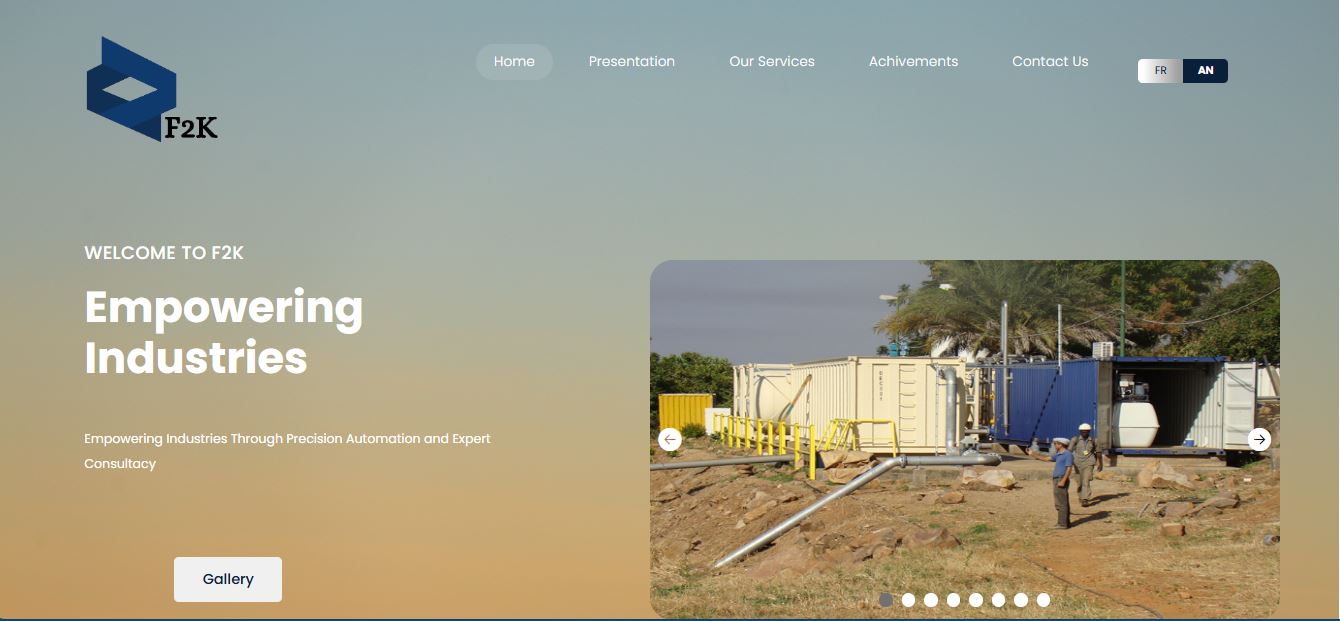 F2K
Home
Presentation
Our Services
Achivements
Contact Us
FR
AN
WELCOME TO F2K
Empowering
Industries
Empowering Industries Through Precision Automation and Expert
Consultacy
Gallery